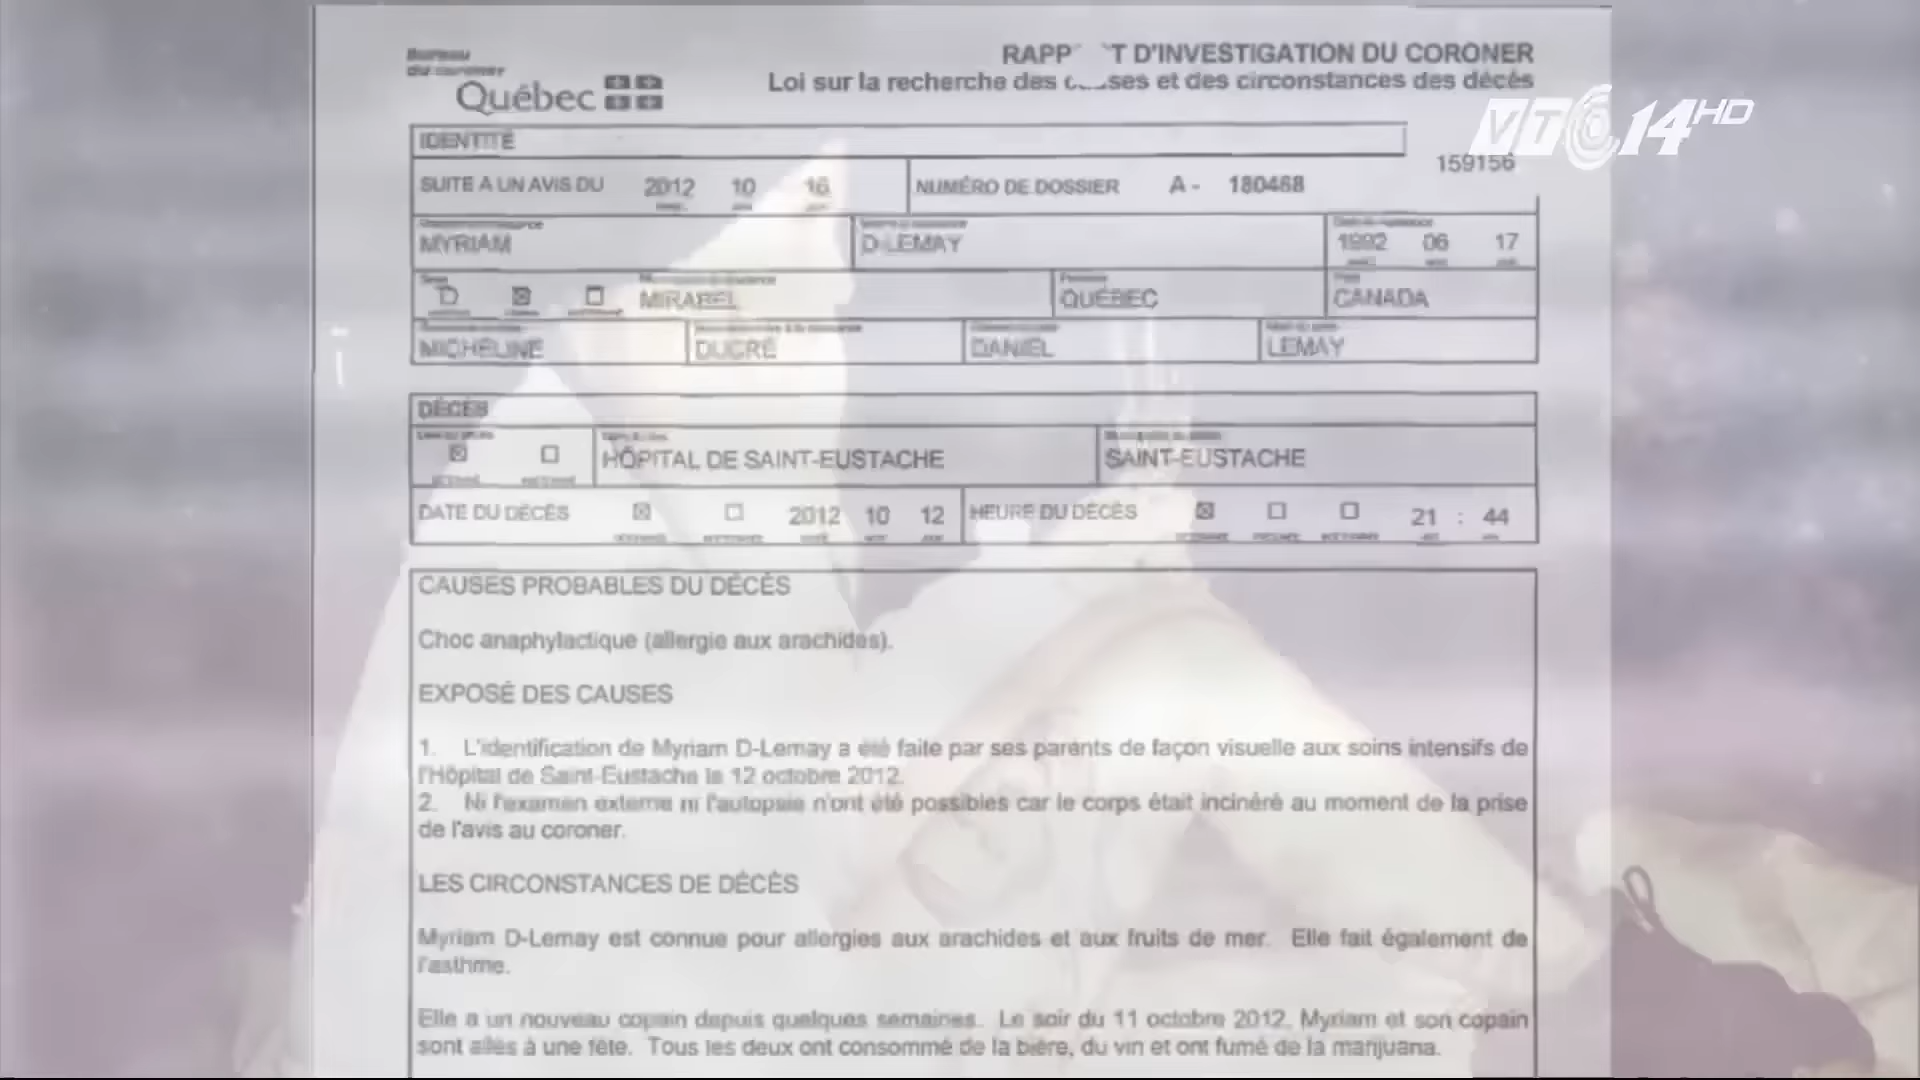 Bureau
du coroner
Québec
RAPP T D'INVESTIGATION DU CORONER
Loi sur la recherche des c ses et des circonstances des décès
VTC14 HD
IDENTITÉ
159156
SUITE A UN AVIS DU 2012 10 16 NUMÉRO DE DOSSIER A - 180468
MYRIAM D-LEMAY 1992 06 17
MIRABEL QUÉBEC CANADA
MICHELINE DUCRÉ DANIEL LEMAY
DÉCÈS
HÔPITAL DE SAINT-EUSTACHE SAINT-EUSTACHE
DATE DU DÉCÈS 2012 10 12 HEURE DU DÉCÈS 21 : 44
CAUSES PROBABLES DU DÉCÈS
Choc anaphylactique (allergie aux arachides).
EXPOSÉ DES CAUSES
1. L'identification de Myriam D-Lemay a été faite par ses parents de façon visuelle aux soins intensifs de
l'Hôpital de Saint-Eustache le 12 octobre 2012.
2. Ni l'examen externe ni l'autopsie n'ont été possibles car le corps était incinéré au moment de la prise
de l'avis au coroner.
LES CIRCONSTANCES DE DÉCÈS
Myriam D-Lemay est connue pour allergies aux arachides et aux fruits de mer. Elle fait également de
l'asthme.
Elle a un nouveau copain depuis quelques semaines. Le soir du 11 octobre 2012, Myriam et son copain
sont allés à une fête. Tous les deux ont consommé de la bière, du vin et ont fumé de la marijuana.